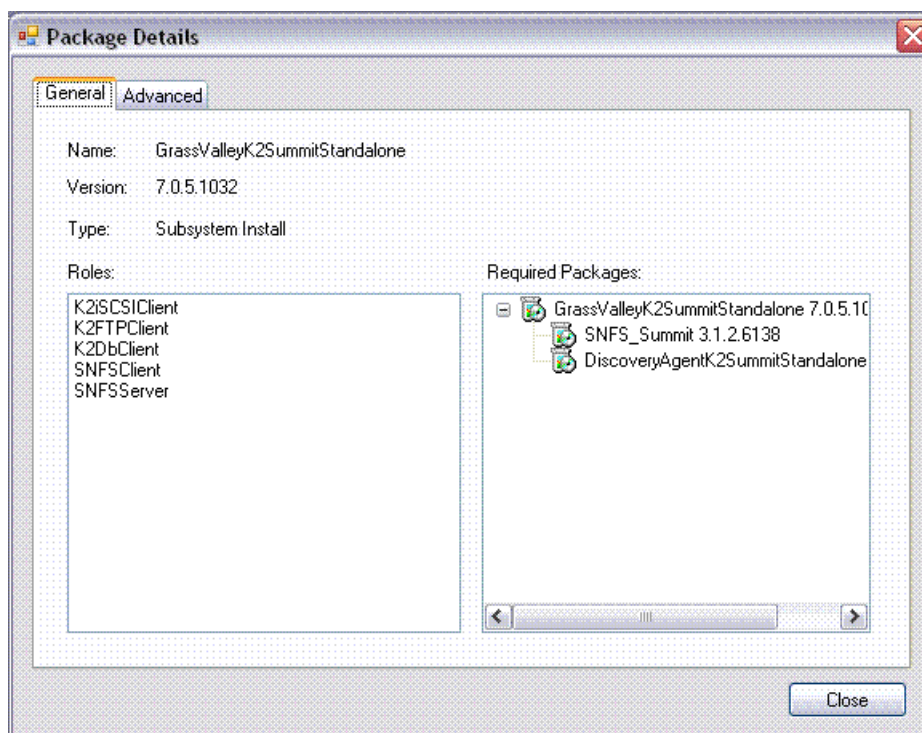 Package Details
General
Advanced
Name: GrassValleyK2SummitStandalone
Version: 7.0.5.1032
Type: Subsystem Install
Roles:
K2iSCSIClient
K2FTPClient
K2DbClient
SNFSClient
SNFSServer
Required Packages:
GrassValleyK2SummitStandalone 7.0.5.10
SNFS_Summit 3.1.2.6138
DiscoveryAgentK2SummitStandalone
Close